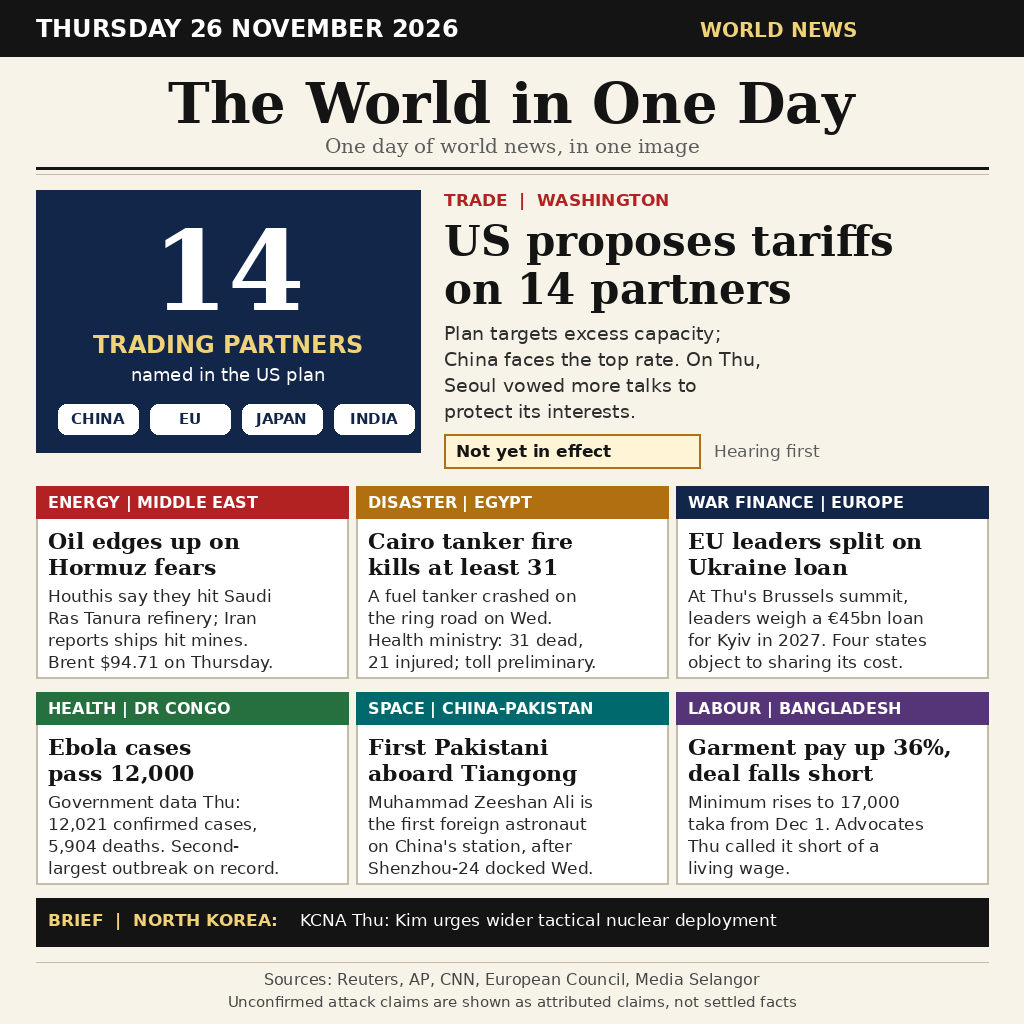 THURSDAY 26 NOVEMBER 2026
WORLD NEWS
The World in One Day
One day of world news, in one image
14
TRADING PARTNERS
named in the US plan
CHINA
EU
JAPAN
INDIA
TRADE | WASHINGTON
US proposes tariffs
on 14 partners
Plan targets excess capacity;
China faces the top rate. On Thu,
Seoul vowed more talks to
protect its interests.
Not yet in effect
Hearing first
ENERGY | MIDDLE EAST
Oil edges up on
Hormuz fears
Houthis say they hit Saudi
Ras Tanura refinery; Iran
reports ships hit mines.
Brent $94.71 on Thursday.
DISASTER | EGYPT
Cairo tanker fire
kills at least 31
A fuel tanker crashed on
the ring road on Wed.
Health ministry: 31 dead,
21 injured; toll preliminary.
WAR FINANCE | EUROPE
EU leaders split on
Ukraine loan
At Thu's Brussels summit,
leaders weigh a €45bn loan
for Kyiv in 2027. Four states
object to sharing its cost.
HEALTH | DR CONGO
Ebola cases
pass 12,000
Government data Thu:
12,021 confirmed cases,
5,904 deaths. Second-
largest outbreak on record.
SPACE | CHINA-PAKISTAN
First Pakistani
aboard Tiangong
Muhammad Zeeshan Ali is
the first foreign astronaut
on China's station, after
Shenzhou-24 docked Wed.
LABOUR | BANGLADESH
Garment pay up 36%,
deal falls short
Minimum rises to 17,000
taka from Dec 1. Advocates
Thu called it short of a
living wage.
BRIEF | NORTH KOREA: KCNA Thu: Kim urges wider tactical nuclear deployment
Sources: Reuters, AP, CNN, European Council, Media Selangor
Unconfirmed attack claims are shown as attributed claims, not settled facts